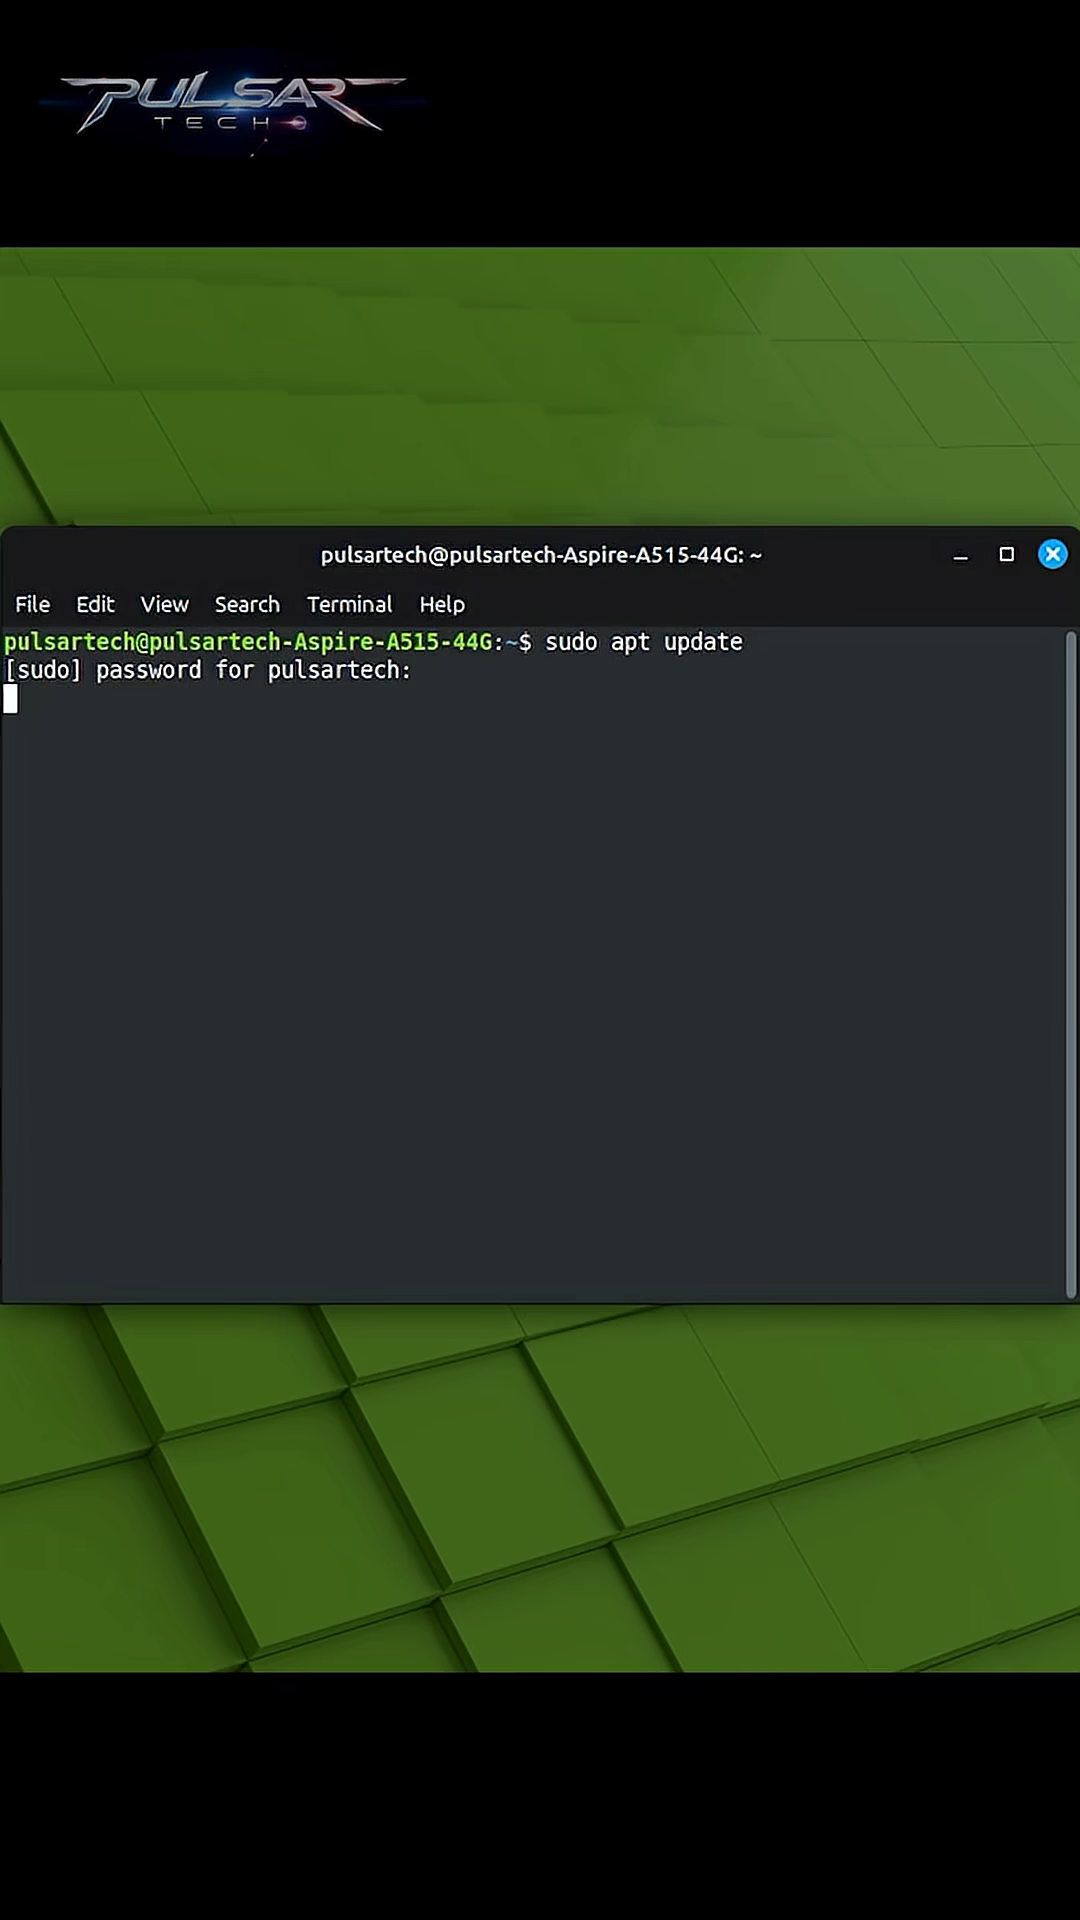 PULSAR
TECH
pulsartech@pulsartech-Aspire-A515-44G: ~
File Edit View Search Terminal Help
pulsartech@pulsartech-Aspire-A515-44G:~$ sudo apt update
[sudo] password for pulsartech: